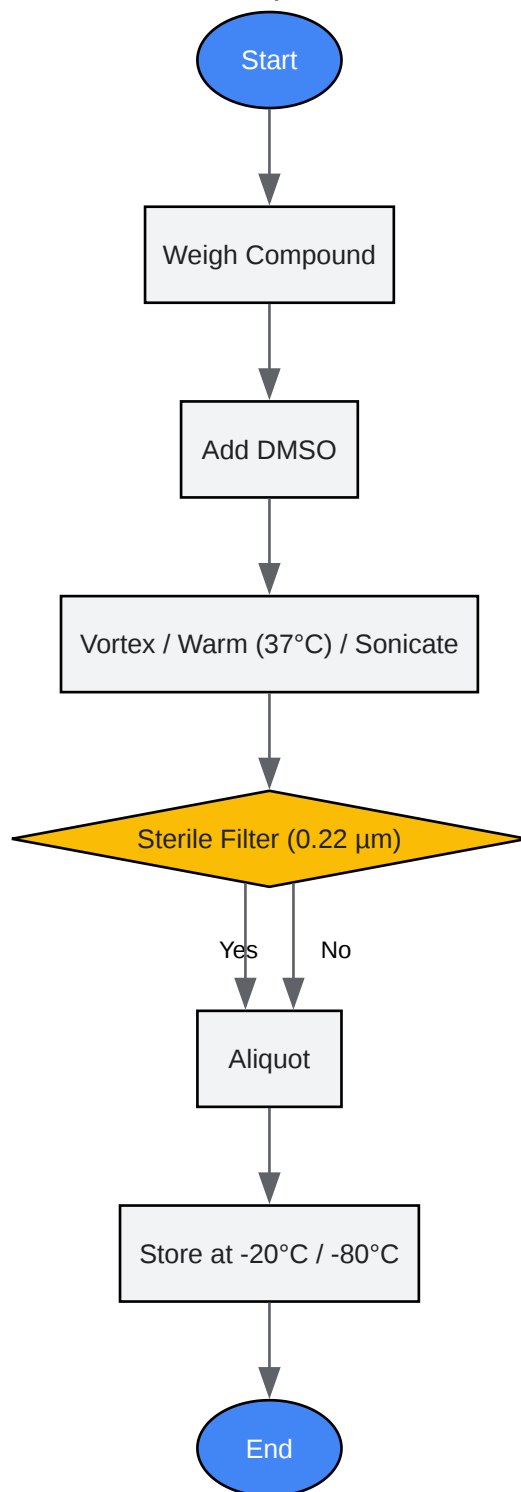 Start
Weigh Compound
Add DMSO
Vortex / Warm (37°C) / Sonicate
Sterile Filter (0.22 µm)
Yes
No
Aliquot
Store at -20°C / -80°C
End